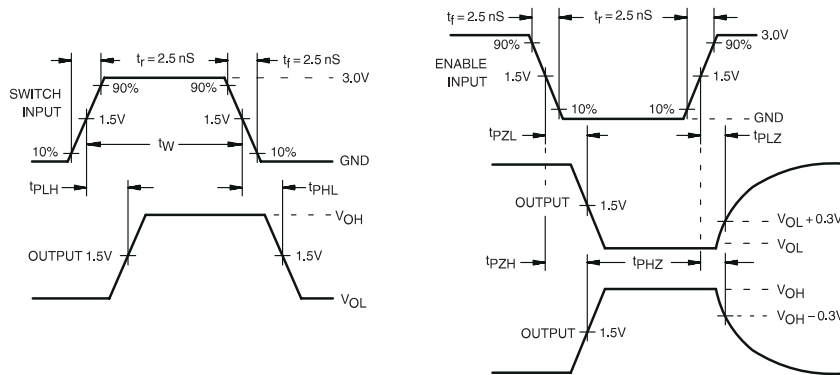 tr = 2.5 nS
tf = 2.5 nS
3.0V
90%
90%
SWITCH
INPUT
1.5V
1.5V
tW
10%
10%
GND
tPLH
tPHL
VOH
OUTPUT
1.5V
1.5V
VOL
tf = 2.5 nS
tr = 2.5 nS
3.0V
90%
90%
ENABLE
INPUT
1.5V
1.5V
10%
10%
GND
tPZL
tPLZ
OUTPUT
1.5V
VOL + 0.3V
VOL
tPZH
tPHZ
VOH
VOH – 0.3V
OUTPUT
1.5V